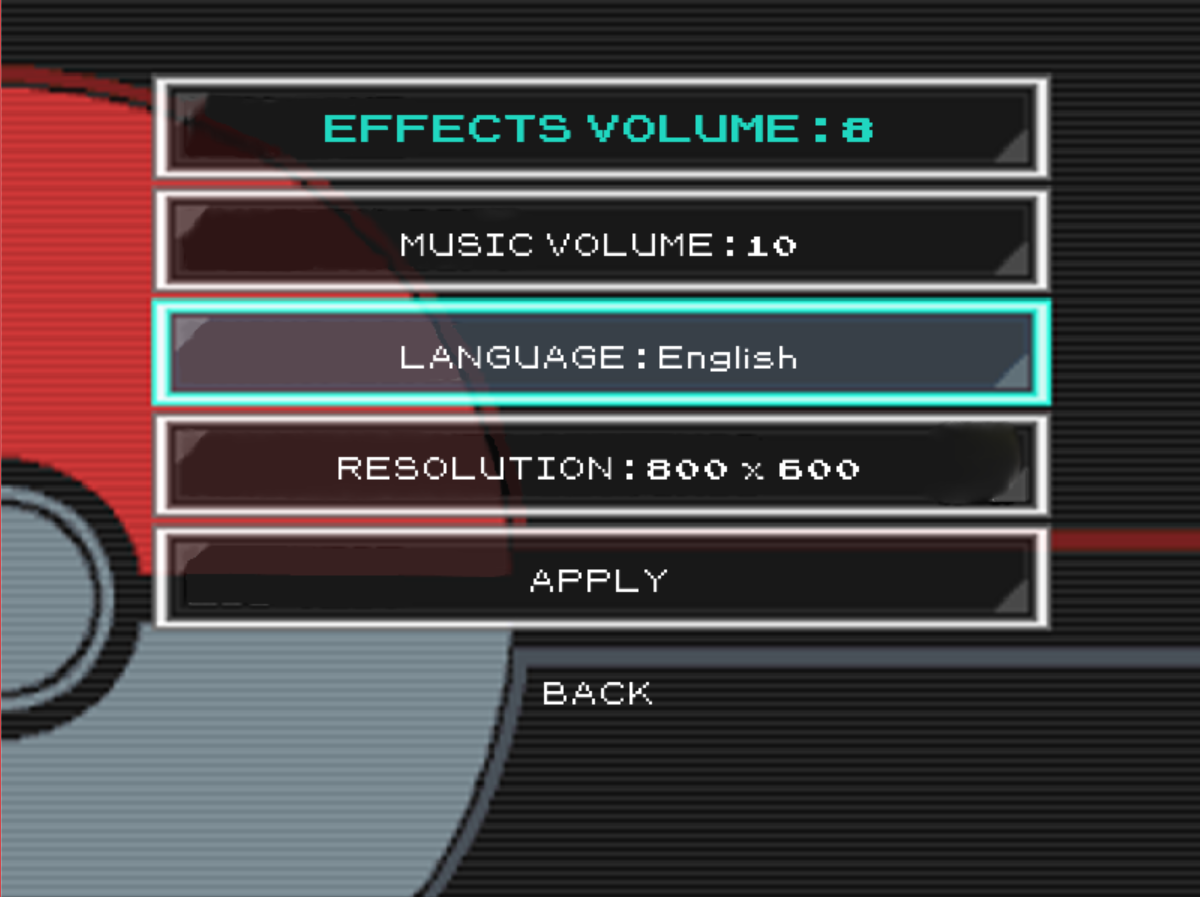 EFFECTS VOLUME : 8
MUSIC VOLUME : 10
LANGUAGE : English
RESOLUTION : 800 x 600
APPLY
BACK